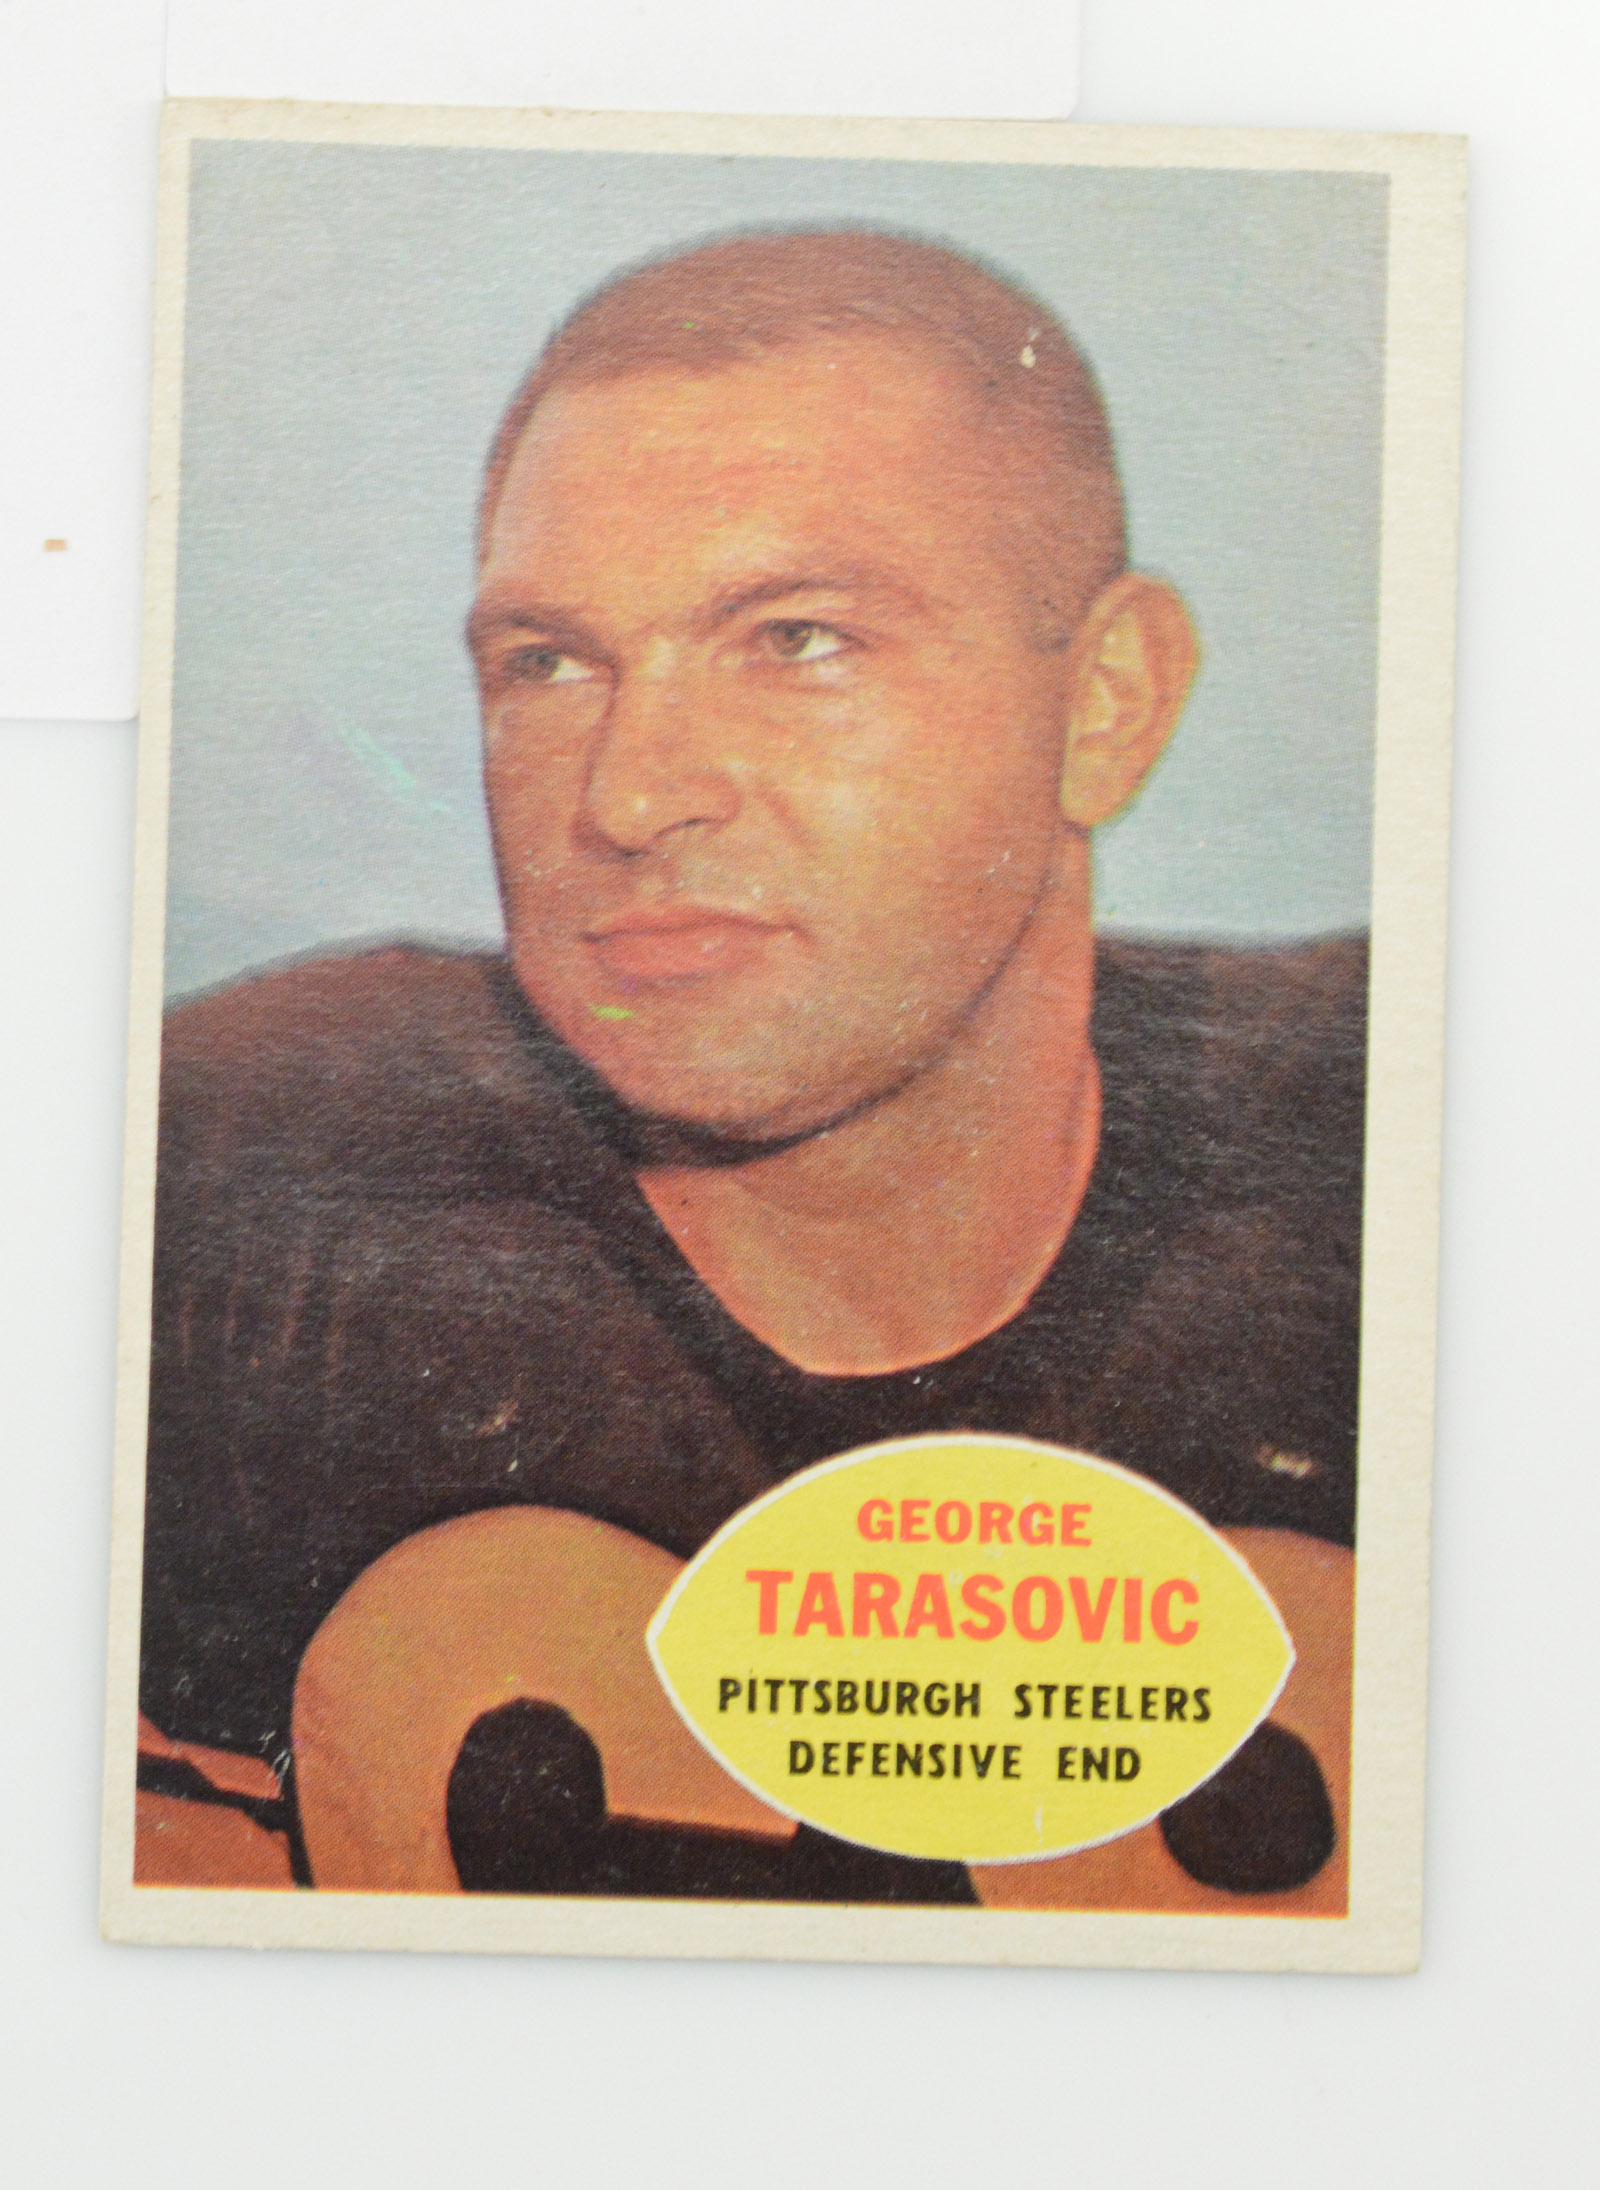 GEORGE
TARASOVIC
PITTSBURGH STEELERS
DEFENSIVE END